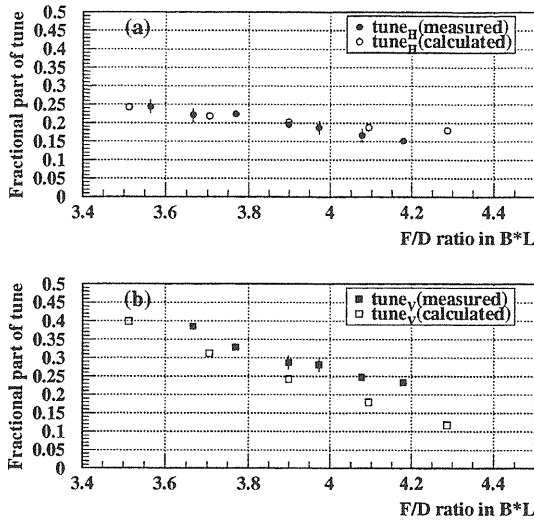 (a)
tune_H(measured)
tune_H(calculated)
Fractional part of tune
0.5
0.45
0.4
0.35
0.3
0.25
0.2
0.15
0.1
0.05
0
3.4 3.6 3.8 4 4.2 4.4
F/D ratio in B*L
(b)
tune_V(measured)
tune_V(calculated)
Fractional part of tune
0.5
0.45
0.4
0.35
0.3
0.25
0.2
0.15
0.1
0.05
0
3.4 3.6 3.8 4 4.2 4.4
F/D ratio in B*L